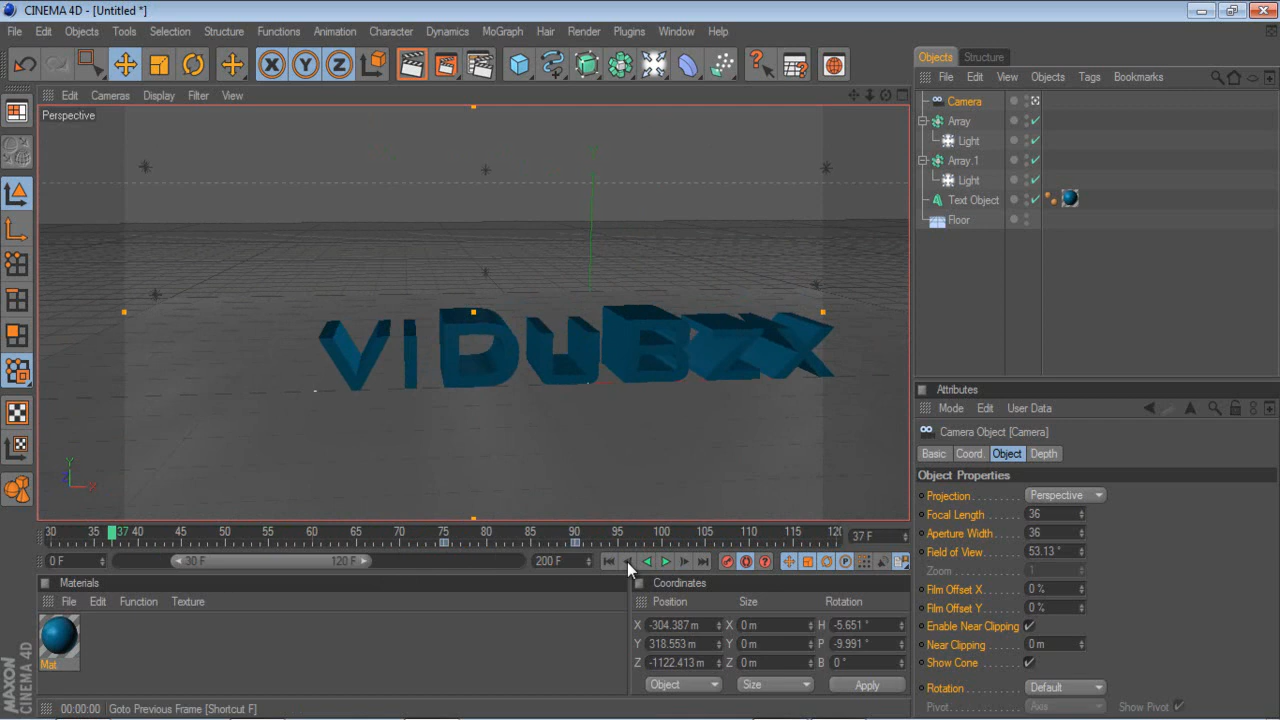 CINEMA 4D - [Untitled *]
File Edit Objects Tools Selection Structure Functions Animation Character Dynamics MoGraph Hair Render Plugins Window Help
X Y Z
Objects Structure
File Edit View Objects Tags Bookmarks
Edit Cameras Display Filter View
Perspective
Camera
Array
Light
Array.1
Light
Text Object
Floor
VIDUBZX
Y
Z X
Attributes
Mode Edit User Data
Camera Object [Camera]
Basic Coord. Object Depth
Object Properties
Projection Perspective
Focal Length 36
Aperture Width 36
Field of View 53.13 °
Zoom 1
Film Offset X 0 %
Film Offset Y 0 %
Enable Near Clipping
Near Clipping 0 m
Show Cone
Rotation Default
Pivot Axis Show Pivot
30 35 37 40 45 50 55 60 65 70 75 80 85 90 95 100 105 110 115 120 37 F
0 F 30 F 120 F 200 F
Materials
File Edit Function Texture
Mat
Coordinates
Position Size Rotation
X -304.387 m X 0 m H -5.651 °
Y 318.553 m Y 0 m P -9.991 °
Z -1122.413 m Z 0 m B 0 °
Object Size Apply
MAXON
CINEMA 4D
00:00:00 Goto Previous Frame [Shortcut F]